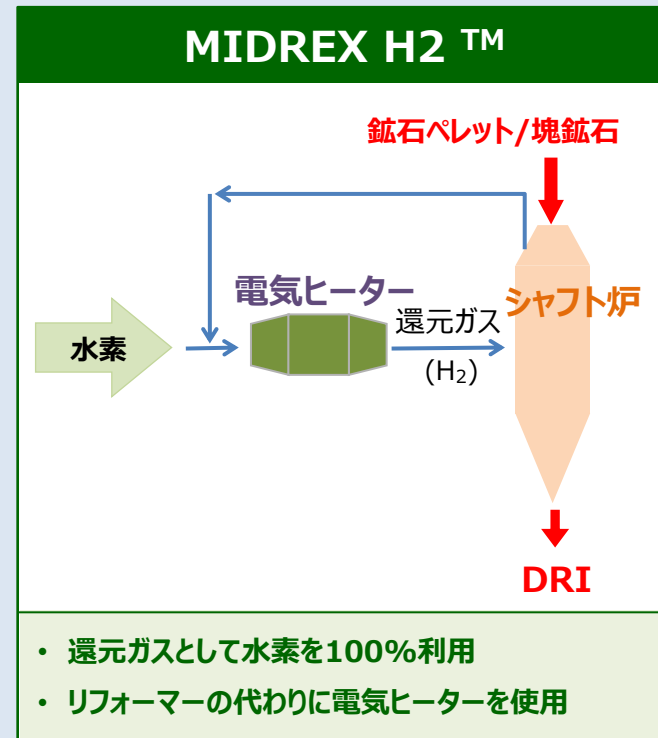 MIDREX H2 ™
鉱石ペレット/塊鉱石
電気ヒーター
シャフト炉
水素
還元ガス
(H₂)
DRI
• 還元ガスとして水素を100%利用
• リフォーマーの代わりに電気ヒーターを使用